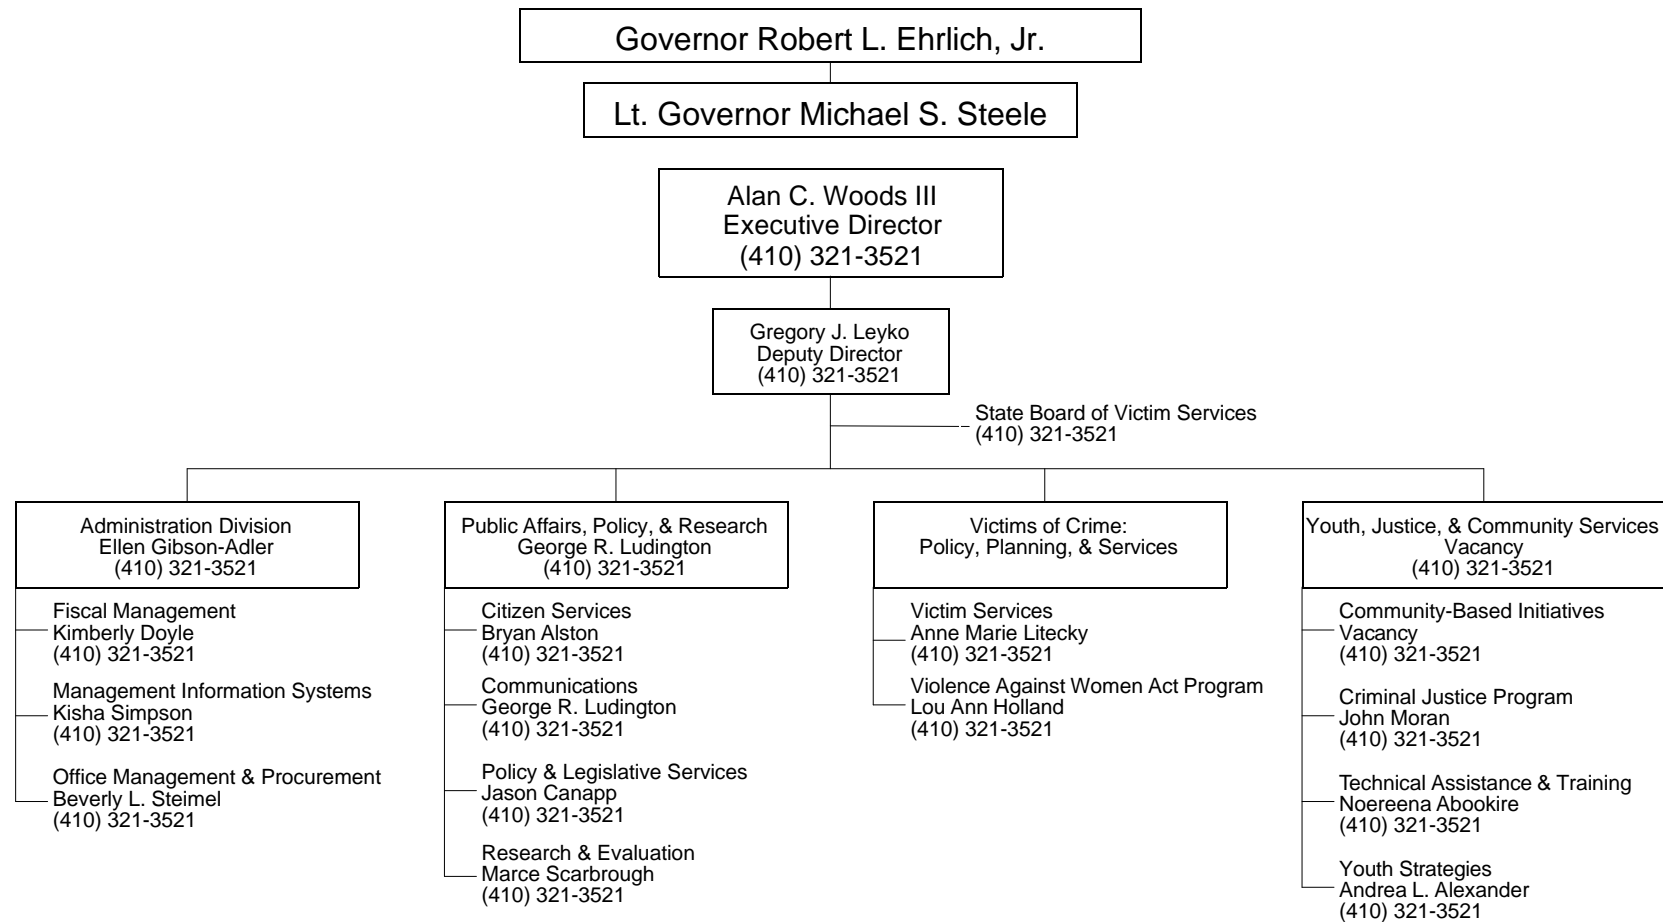 Governor Robert L. Ehrlich, Jr.
Lt. Governor Michael S. Steele
Alan C. Woods III
Executive Director
(410) 321-3521
Gregory J. Leyko
Deputy Director
(410) 321-3521
State Board of Victim Services
(410) 321-3521
Administration Division
Ellen Gibson-Adler
(410) 321-3521
Fiscal Management
Kimberly Doyle
(410) 321-3521
Management Information Systems
Kisha Simpson
(410) 321-3521
Office Management & Procurement
Beverly L. Steimel
(410) 321-3521
Public Affairs, Policy, & Research
George R. Ludington
(410) 321-3521
Citizen Services
Bryan Alston
(410) 321-3521
Communications
George R. Ludington
(410) 321-3521
Policy & Legislative Services
Jason Canapp
(410) 321-3521
Research & Evaluation
Marce Scarbrough
(410) 321-3521
Victims of Crime:
Policy, Planning, & Services
Victim Services
Anne Marie Litecky
(410) 321-3521
Violence Against Women Act Program
Lou Ann Holland
(410) 321-3521
Youth, Justice, & Community Services
Vacancy
(410) 321-3521
Community-Based Initiatives
Vacancy
(410) 321-3521
Criminal Justice Program
John Moran
(410) 321-3521
Technical Assistance & Training
Noereena Abookire
(410) 321-3521
Youth Strategies
Andrea L. Alexander
(410) 321-3521